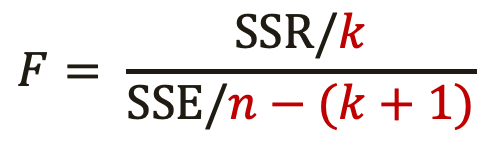 F = SSR/k
SSE/n − (k + 1)